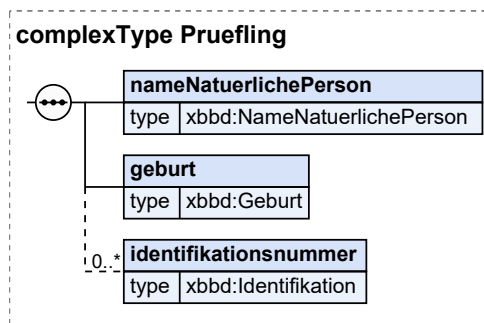 complexType Pruefling
nameNatuerlichePerson
type xbbd:NameNatuerlichePerson
geburt
type xbbd:Geburt
0..*
identifikationsnummer
type xbbd:Identifikation